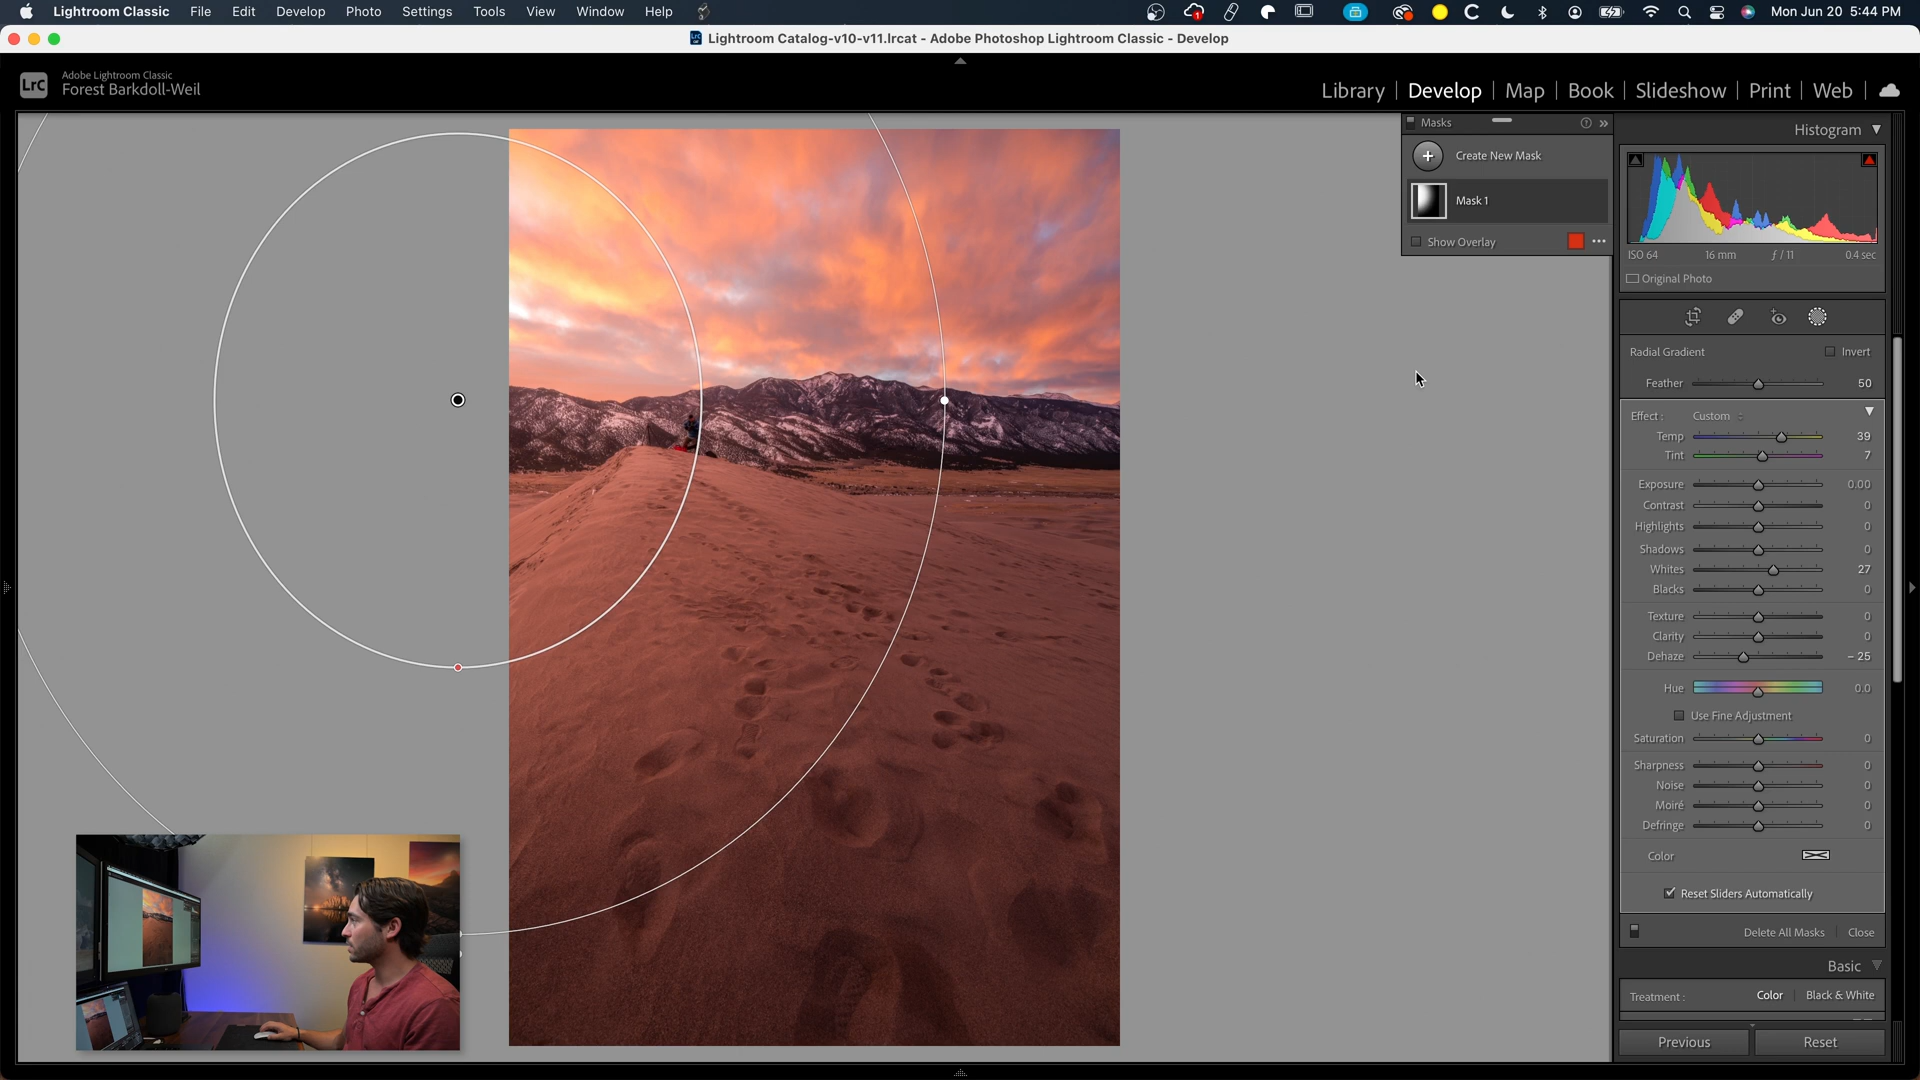 Lightroom Classic File Edit Develop Photo Settings Tools View Window Help Mon Jun 20 5:44 PM
Lightroom Catalog-v10-v11.lrcat - Adobe Photoshop Lightroom Classic - Develop
LrC Adobe Lightroom Classic
Forest Barkdoll-Weil
Library | Develop | Map | Book | Slideshow | Print | Web |
Masks
Create New Mask
Mask 1
Show Overlay
Histogram
ISO 64 16 mm ƒ / 11 0.4 sec
Original Photo
Radial Gradient Invert
Feather 50
Effect : Custom
Temp 39
Tint 7
Exposure 0.00
Contrast 0
Highlights 0
Shadows 0
Whites 27
Blacks 0
Texture 0
Clarity 0
Dehaze – 25
Hue 0.0
Use Fine Adjustment
Saturation 0
Sharpness 0
Noise 0
Moiré 0
Defringe 0
Color
Reset Sliders Automatically
Delete All Masks Close
Basic
Treatment : Color Black & White
Previous Reset